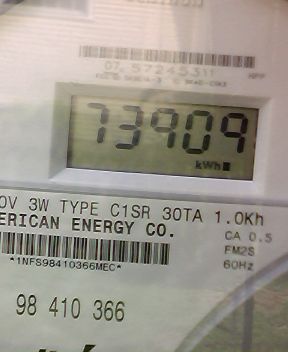 73909
kWh
0V 3W TYPE C1SR 30TA 1.0Kh
ERICAN ENERGY CO.
CA 0.5
FM2S
60Hz
*1NFS98410366MEC*
98 410 366